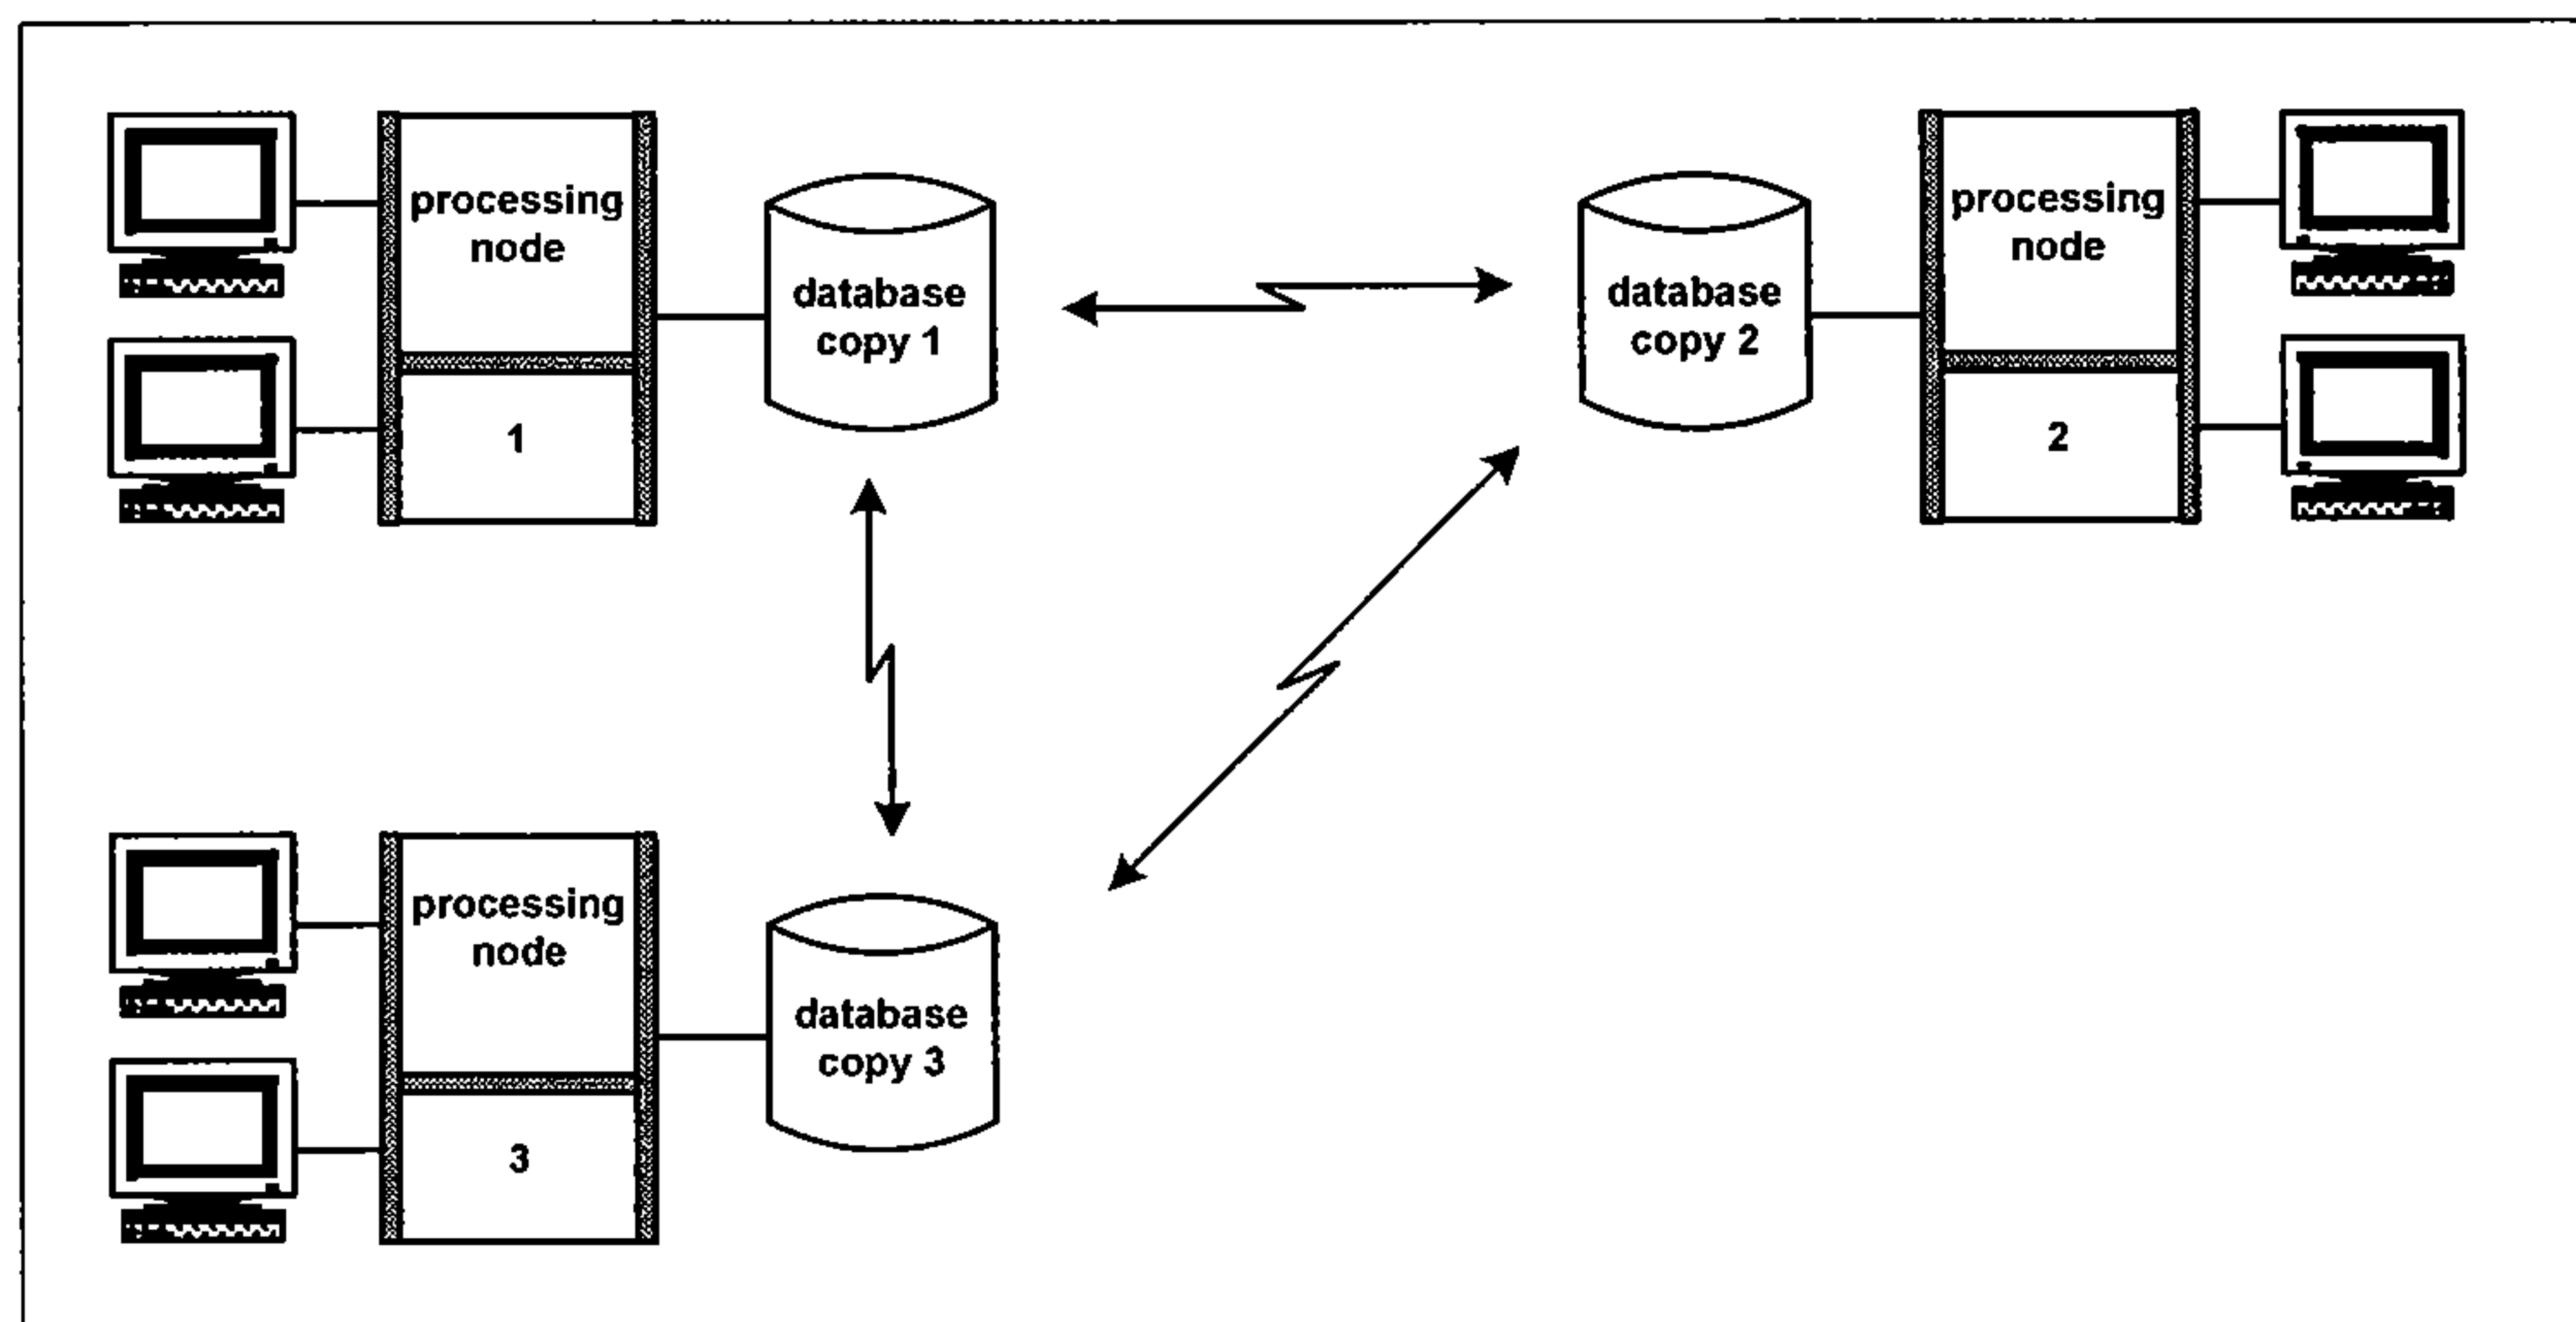 processing
node
1
database
copy 1
database
copy 2
processing
node
2
processing
node
3
database
copy 3